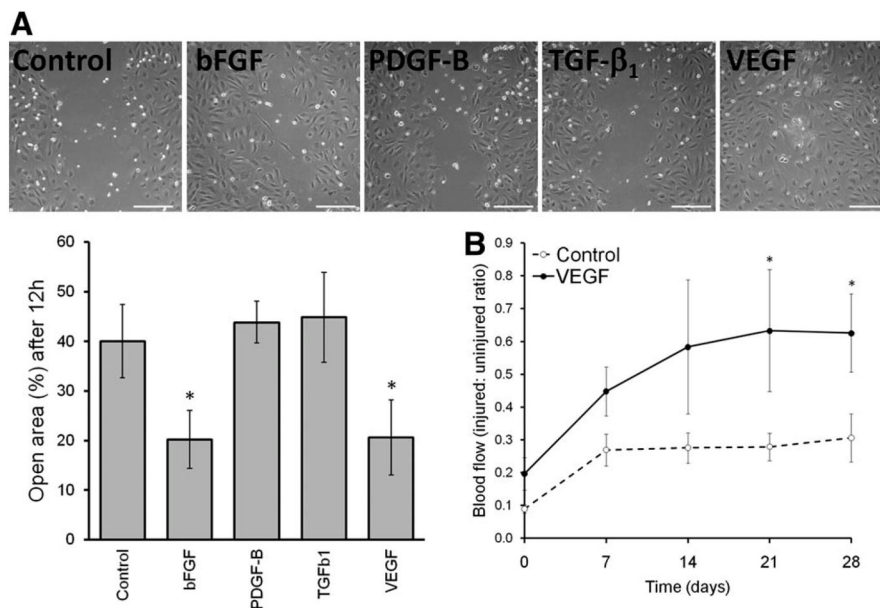 A
Control
bFGF
PDGF-B
TGF-β1
VEGF
60
50
40
30
20
10
0
Open area (%) after 12h
*
*
Control
bFGF
PDGF-B
TGFb1
VEGF
B
0.9
0.8
0.7
0.6
0.5
0.4
0.3
0.2
0.1
0.0
Blood flow (injured: uninjured ratio)
Control
VEGF
*
*
0
7
14
21
28
Time (days)